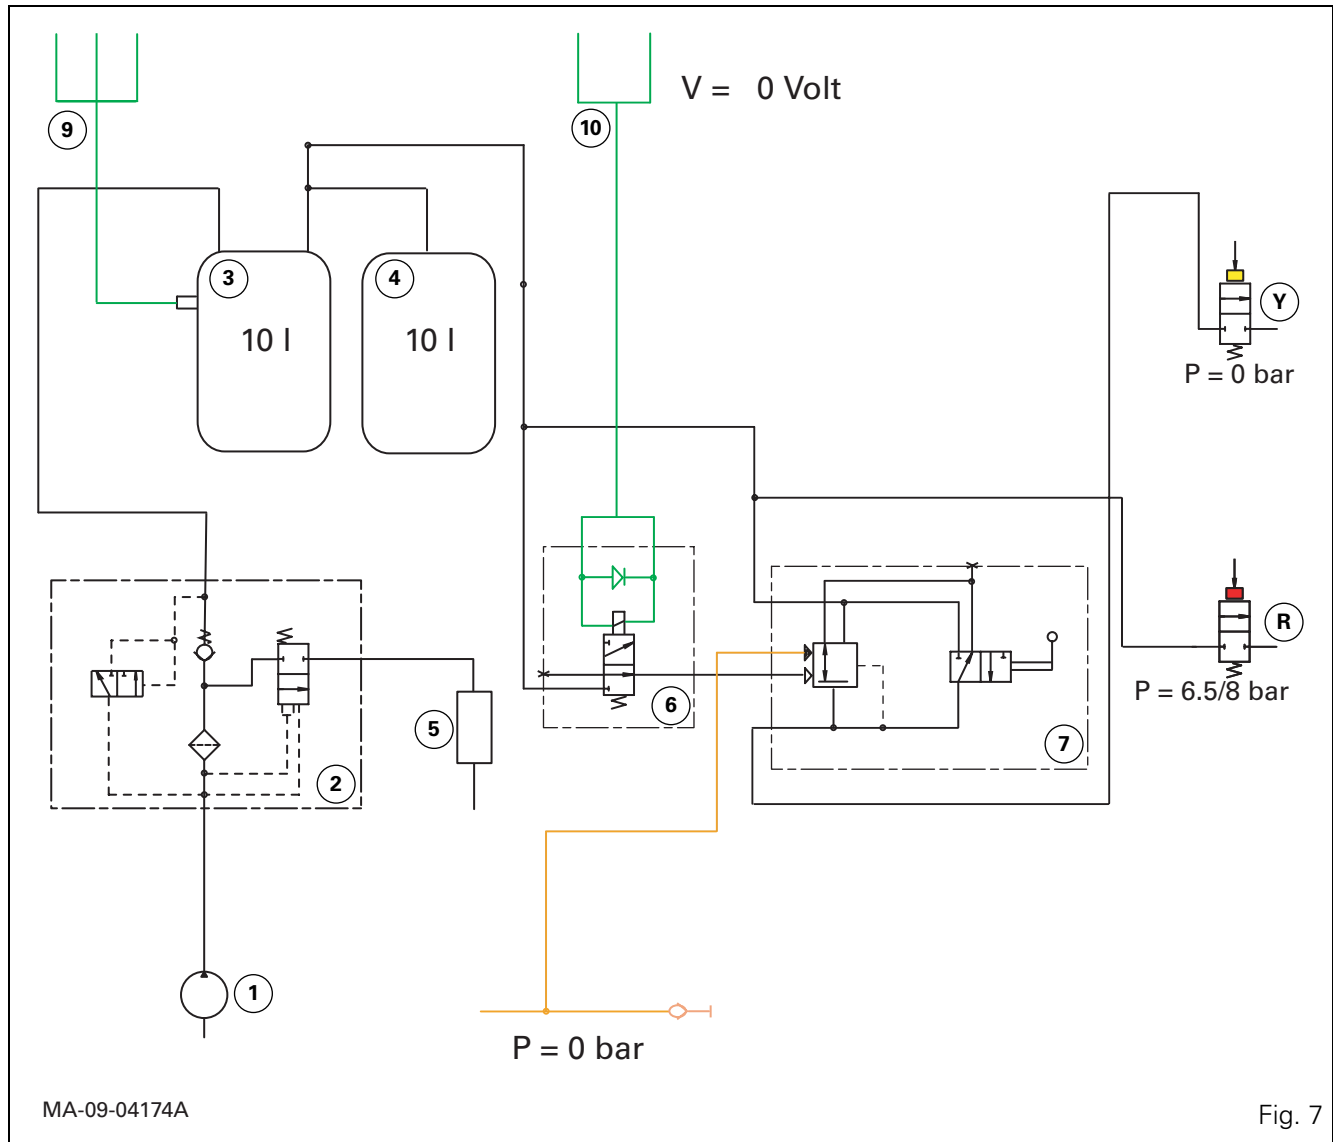 V = 0 Volt
9
10
3
4
10 l
10 l
Y
P = 0 bar
R
P = 6.5/8 bar
6
5
7
2
1
P = 0 bar
MA-09-04174A
Fig. 7